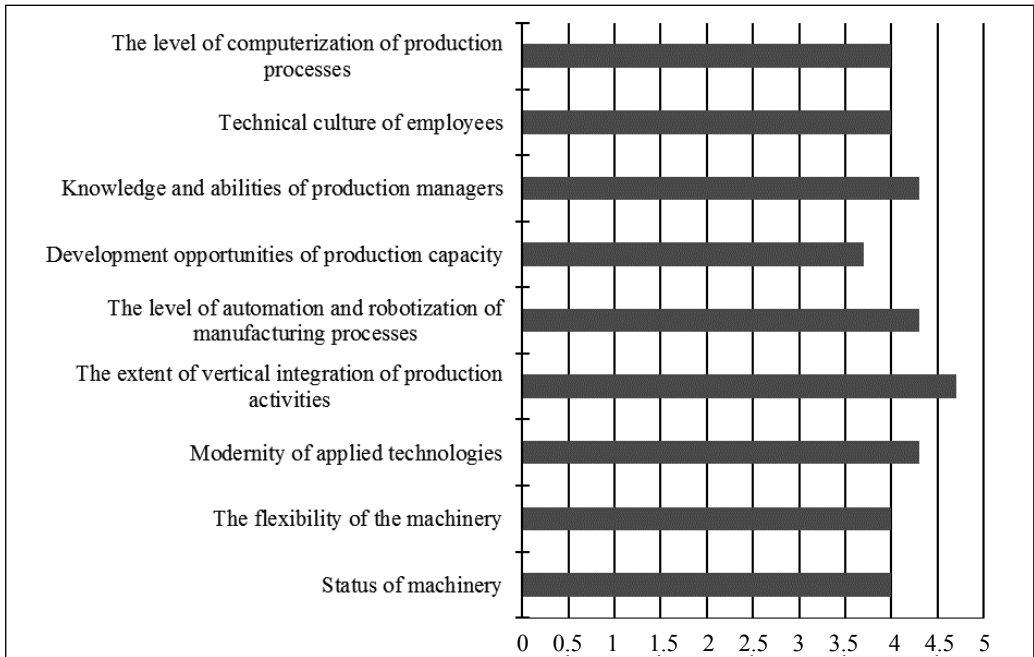 The level of computerization of production
processes
Technical culture of employees
Knowledge and abilities of production managers
Development opportunities of production capacity
The level of automation and robotization of
manufacturing processes
The extent of vertical integration of production
activities
Modernity of applied technologies
The flexibility of the machinery
Status of machinery
0 0.5 1 1.5 2 2.5 3 3.5 4 4.5 5